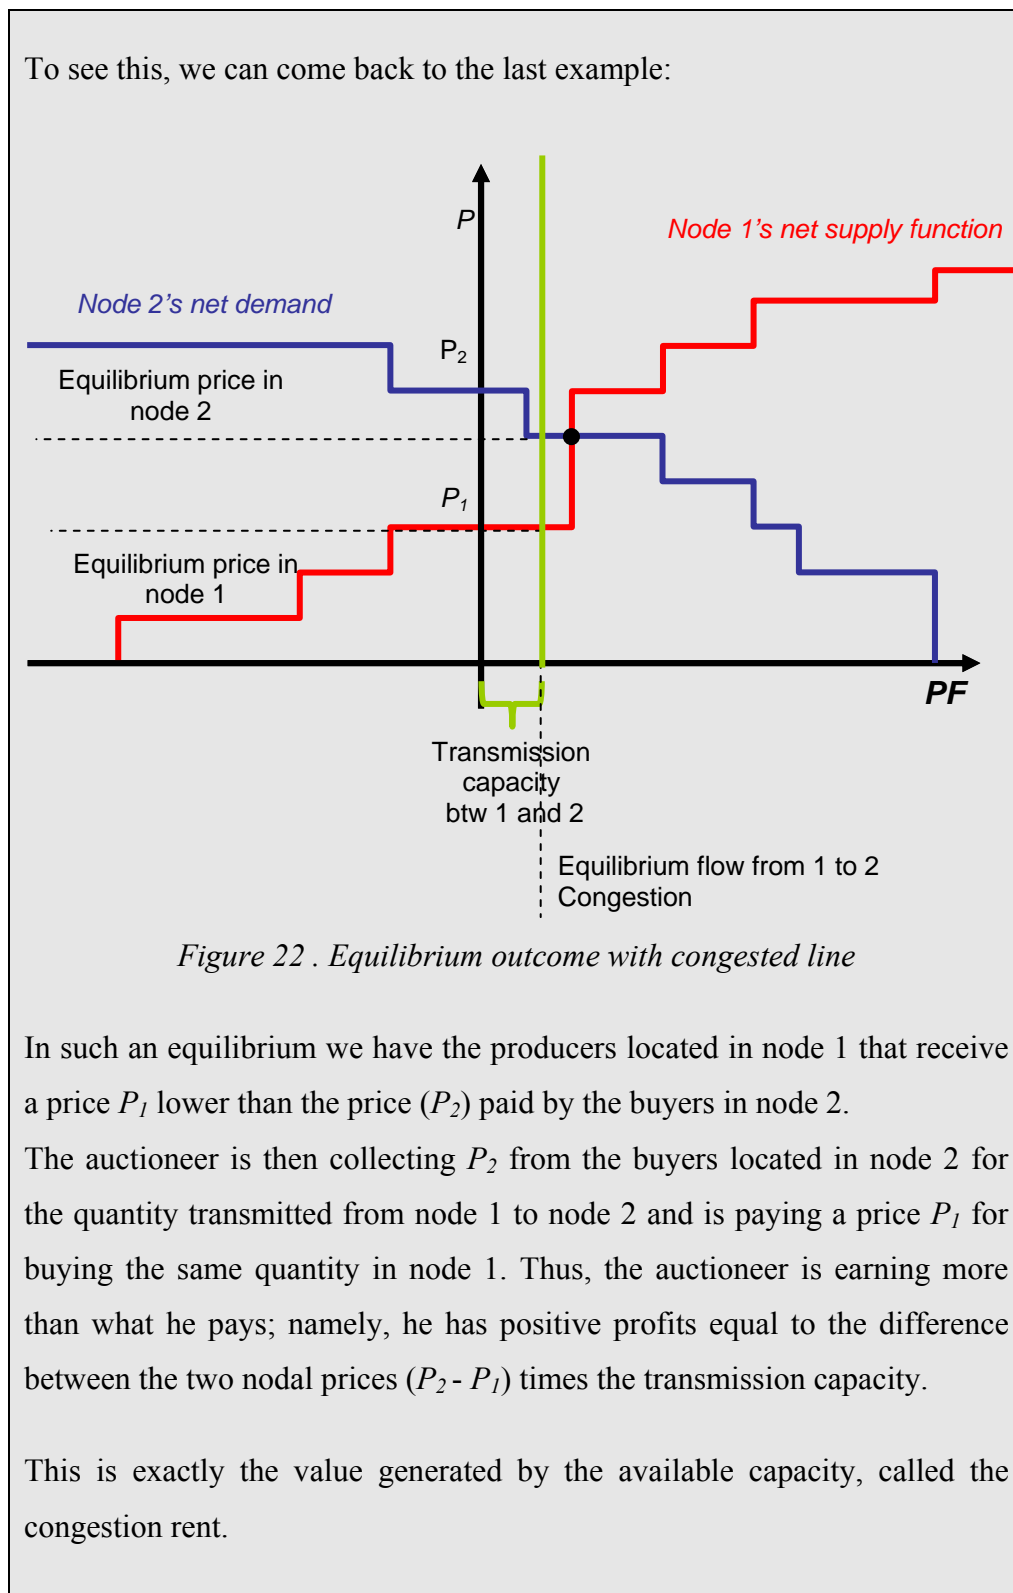 To see this, we can come back to the last example:
P
Node 1's net supply function
Node 2's net demand
P2
Equilibrium price in
node 2
P1
Equilibrium price in
node 1
PF
Transmission
capacity
btw 1 and 2
Equilibrium flow from 1 to 2
Congestion
Figure 22 . Equilibrium outcome with congested line
In such an equilibrium we have the producers located in node 1 that receive
a price P1 lower than the price (P2) paid by the buyers in node 2.
The auctioneer is then collecting P2 from the buyers located in node 2 for
the quantity transmitted from node 1 to node 2 and is paying a price P1 for
buying the same quantity in node 1. Thus, the auctioneer is earning more
than what he pays; namely, he has positive profits equal to the difference
between the two nodal prices (P2 - P1) times the transmission capacity.
This is exactly the value generated by the available capacity, called the
congestion rent.